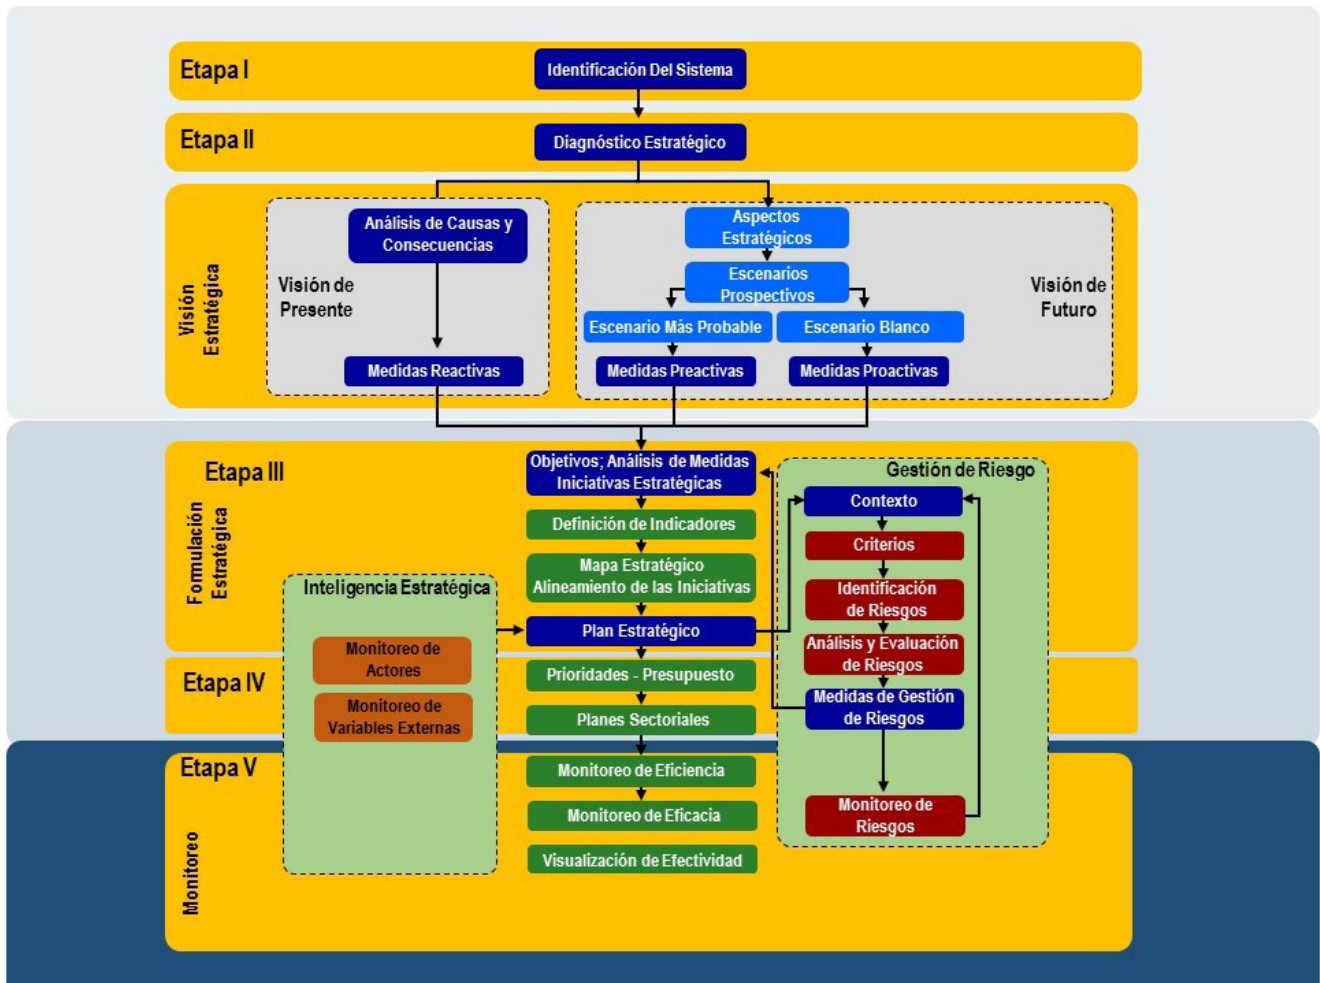 Etapa I
Identificación Del Sistema
Etapa II
Diagnóstico Estratégico
Visión
Estratégica
Análisis de Causas y
Consecuencias
Visión de
Presente
Medidas Reactivas
Aspectos
Estratégicos
Escenarios
Prospectivos
Visión de
Futuro
Escenario Más Probable
Escenario Blanco
Medidas Preactivas
Medidas Proactivas
Etapa III
Formulación
Estratégica
Objetivos; Análisis de Medidas
Iniciativas Estratégicas
Definición de Indicadores
Mapa Estratégico
Alineamiento de las Iniciativas
Plan Estratégico
Gestión de Riesgo
Contexto
Criterios
Identificación
de Riesgos
Análisis y Evaluación
de Riesgos
Medidas de Gestión
de Riesgos
Monitoreo de
Riesgos
Inteligencia Estratégica
Monitoreo de
Actores
Monitoreo de
Variables Externas
Etapa IV
Prioridades - Presupuesto
Planes Sectoriales
Etapa V
Monitoreo
Monitoreo de Eficiencia
Monitoreo de Eficacia
Visualización de Efectividad